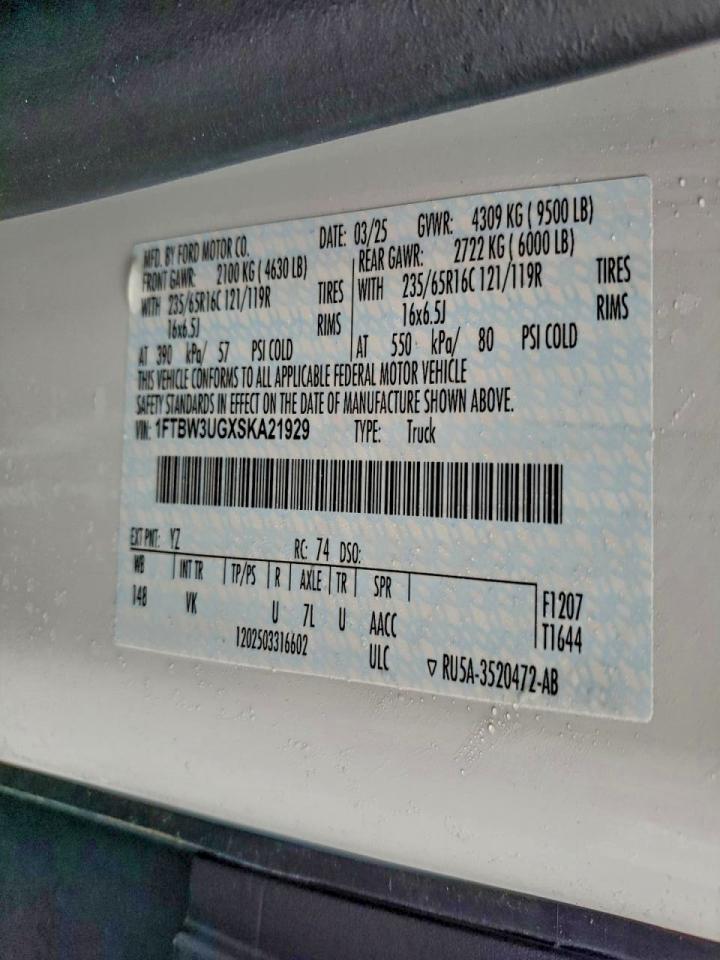 MFD. BY FORD MOTOR CO. DATE: 03/25 GVWR: 4309 KG ( 9500 LB)
FRONT GAWR: 2100 KG ( 4630 LB) REAR GAWR: 2722 KG ( 6000 LB)
WITH 235/65R16C 121/119R TIRES WITH 235/65R16C 121/119R TIRES
16x6.5J RIMS 16x6.5J RIMS
AT 390 kPa/ 57 PSI COLD AT 550 kPa/ 80 PSI COLD
THIS VEHICLE CONFORMS TO ALL APPLICABLE FEDERAL MOTOR VEHICLE
SAFETY STANDARDS IN EFFECT ON THE DATE OF MANUFACTURE SHOWN ABOVE.
VIN: 1FTBW3UGXSKA21929 TYPE: Truck
EXT PNT: YZ RC: 74 DSO:
WB INT TR TP/PS R AXLE TR SPR F1207
148 VK U 7L U AACC T1644
1202503316602 ULC RU5A-3520472-AB